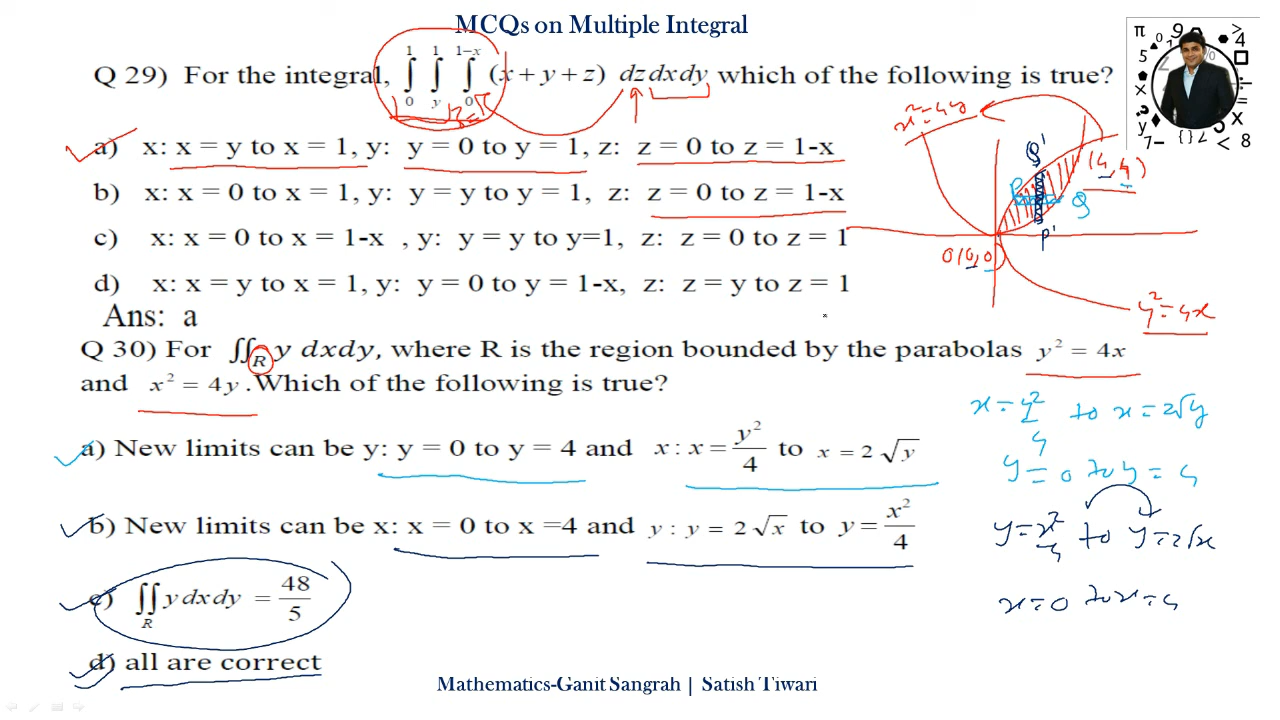 MCQs on Multiple Integral
Q 29) For the integral, ∫₀¹ ∫ᵧ¹ ∫₀¹⁻ˣ (x + y + z) dz dx dy which of the following is true?
a) x: x = y to x = 1, y: y = 0 to y = 1, z: z = 0 to z = 1-x
b) x: x = 0 to x = 1, y: y = y to y = 1, z: z = 0 to z = 1-x
c) x: x = 0 to x = 1-x , y: y = y to y=1, z: z = 0 to z = 1
d) x: x = y to x = 1, y: y = 0 to y = 1-x, z: z = y to z = 1
Ans: a
x² = 4y
Q'
(4, 4)
P
Q
P'
O(0, 0)
y² = 4x
Q 30) For ∬_R y dxdy, where R is the region bounded by the parabolas y² = 4x
and x² = 4y .Which of the following is true?
a) New limits can be y: y = 0 to y = 4 and x : x = y²/4 to x = 2√y
b) New limits can be x: x = 0 to x =4 and y : y = 2√x to y = x²/4
c) ∬_R y dxdy = 48/5
d) all are correct
x = y²/4 to x = 2√y
y = 0 to y = 4
y = x²/4 to y = 2√x
x = 0 to x = 4
Mathematics-Ganit Sangrah | Satish Tiwari